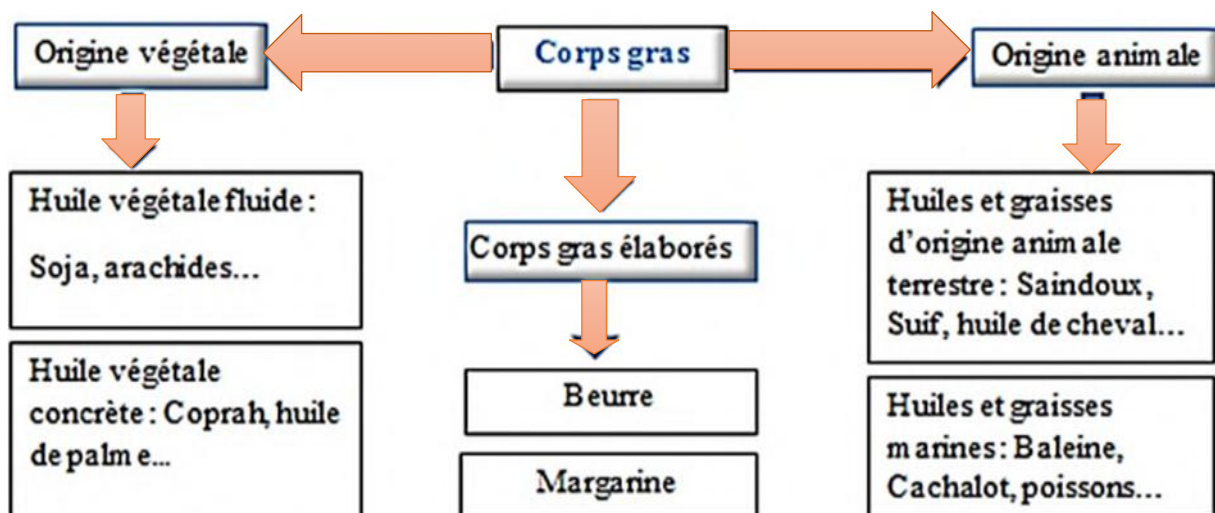 Origine végétale
Corps gras
Origine animale
Huile végétale fluide :
Soja, arachides...
Huile végétale
concrète : Coprah, huile
de palme...
Corps gras élaborés
Beurre
Margarine
Huiles et graisses
d'origine animale
terrestre : Saindoux,
Suif, huile de cheval...
Huiles et graisses
marines : Baleine,
Cachalot, poissons...